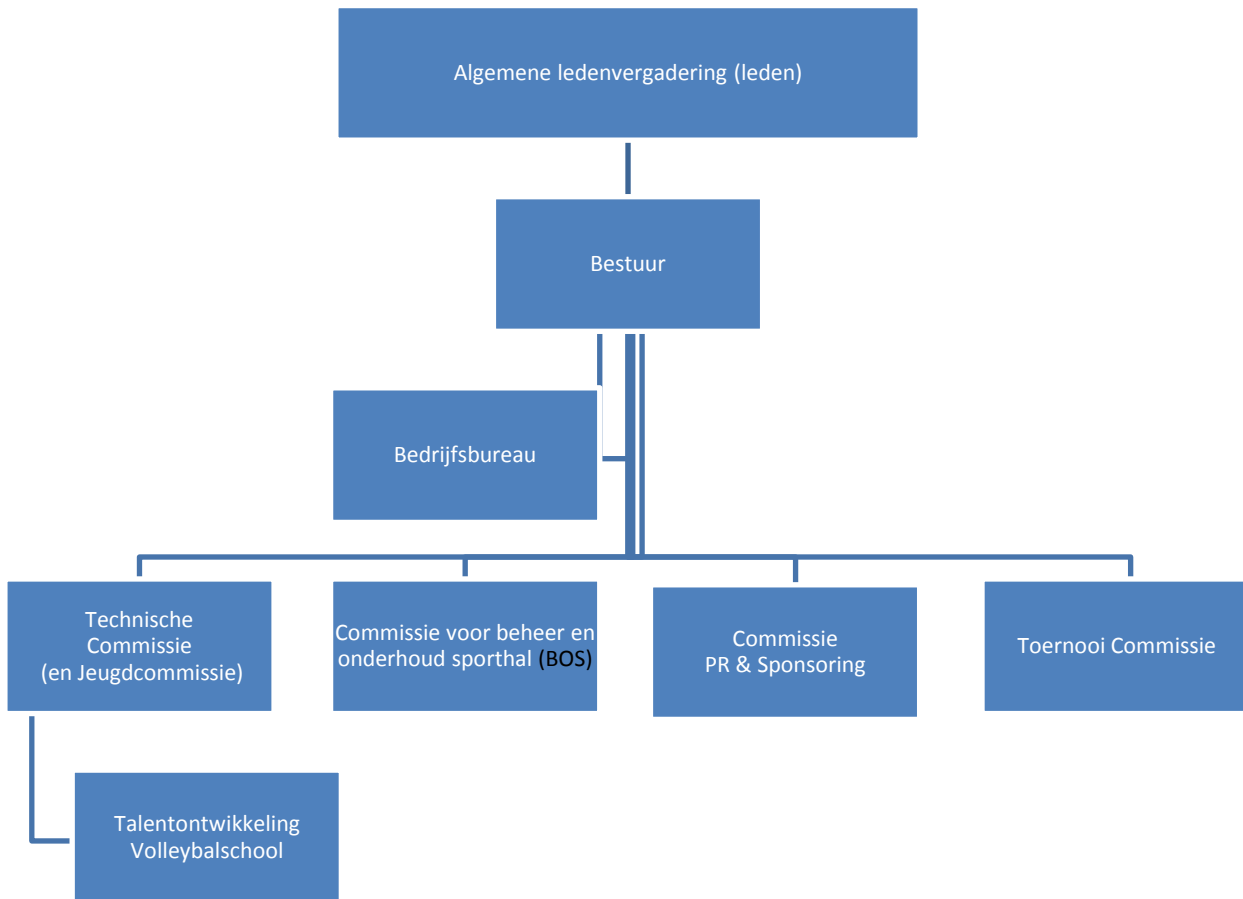 Algemene ledenvergadering (leden)
Bestuur
Bedrijfsbureau
Technische
Commissie
(en Jeugdcommissie)
Commissie voor beheer en
onderhoud sporthal (BOS)
Commissie
PR & Sponsoring
Toernooi Commissie
Talentontwikkeling
Volleybalschool